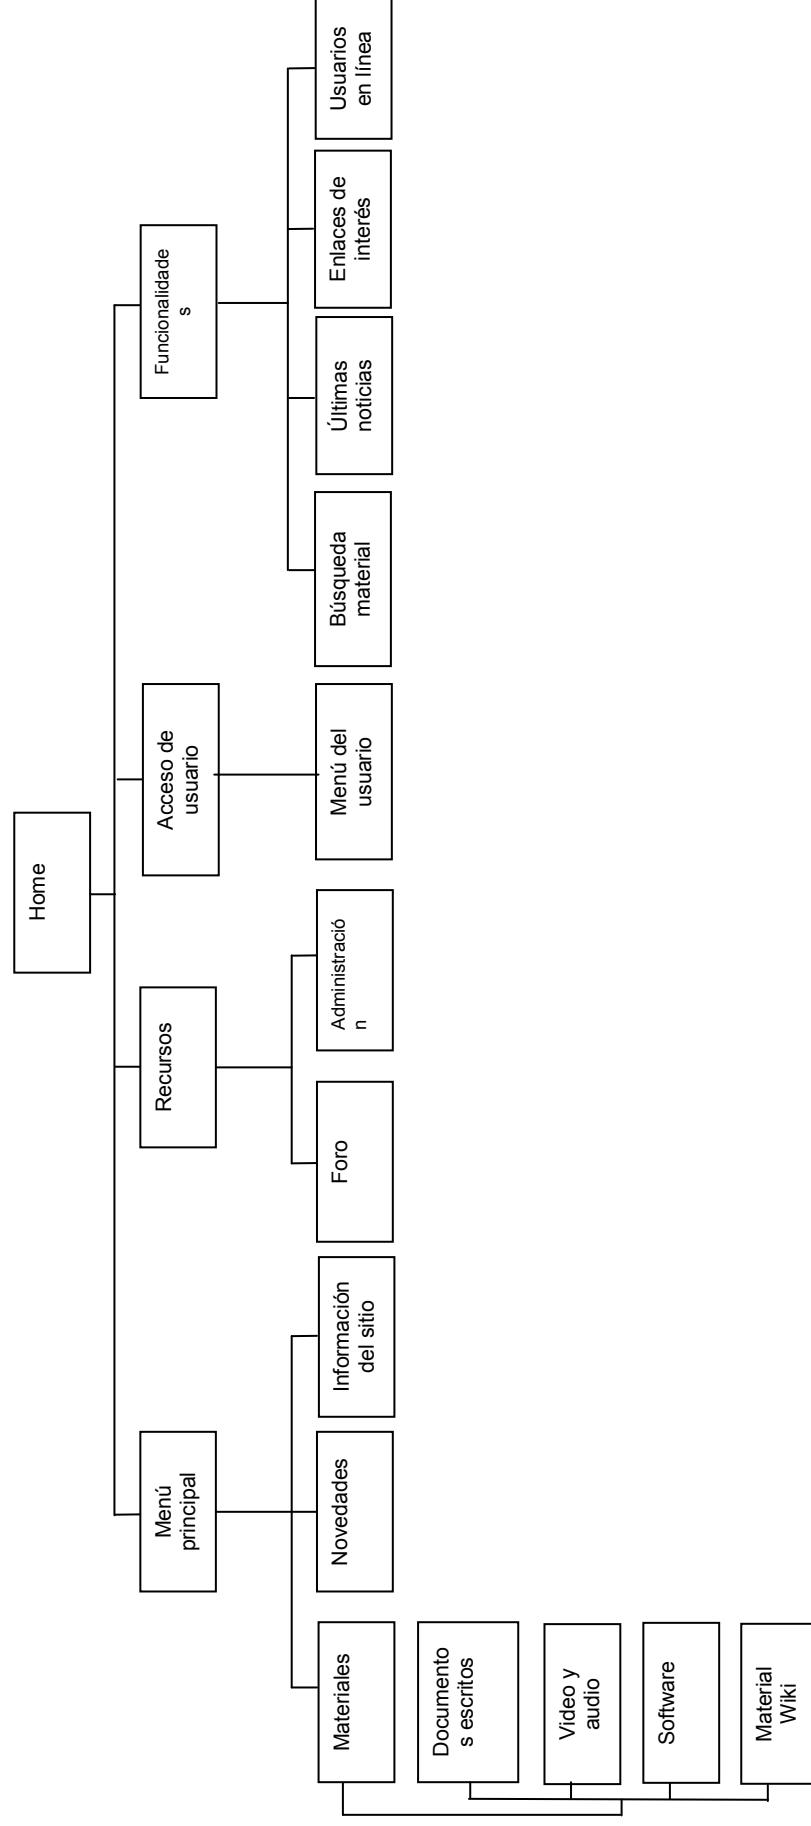 Home
Menú
principal
Recursos
Acceso de
usuario
Funcionalidade
s
Materiales
Novedades
Información
del sitio
Foro
Administració
n
Menú del
usuario
Búsqueda
material
Últimas
noticias
Enlaces de
interés
Usuarios
en línea
Documento
s escritos
Video y
audio
Software
Material
Wiki